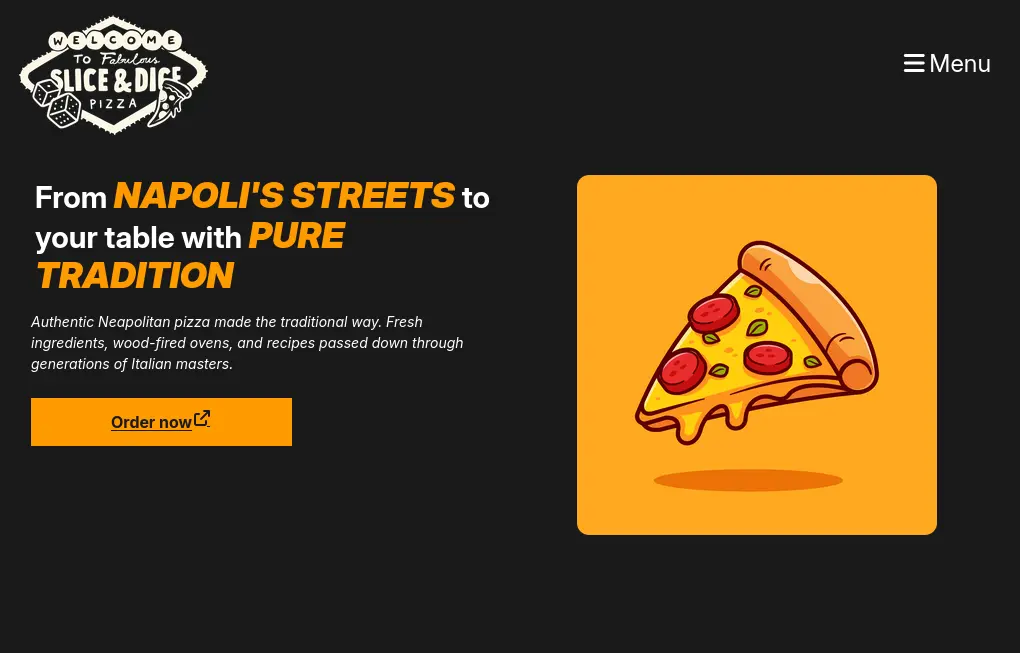 WELCOME
TO Fabulous
SLICE & DICE
PIZZA
Menu
From NAPOLI'S STREETS to
your table with PURE
TRADITION
Authentic Neapolitan pizza made the traditional way. Fresh
ingredients, wood-fired ovens, and recipes passed down through
generations of Italian masters.
Order now